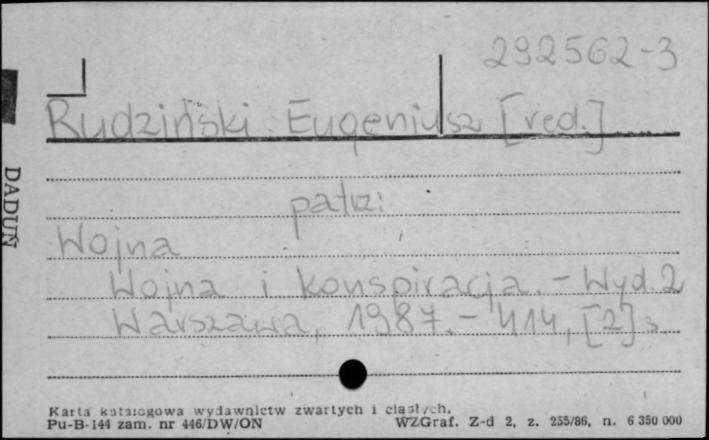 292562-3
Rudziński Eugeniusz [red.]
patrz:
Wojna
Wojna i konspiracja. - Wyd. 2
Warszawa, 1987. - 414, [2] s.
DADUŃ
Karta katalogowa wydawnictw zwartych i ciągłych.
Pu-B-144 zam. nr 446/DW/ON WZGraf. Z-d 2, z. 255/86, n. 6 350 000